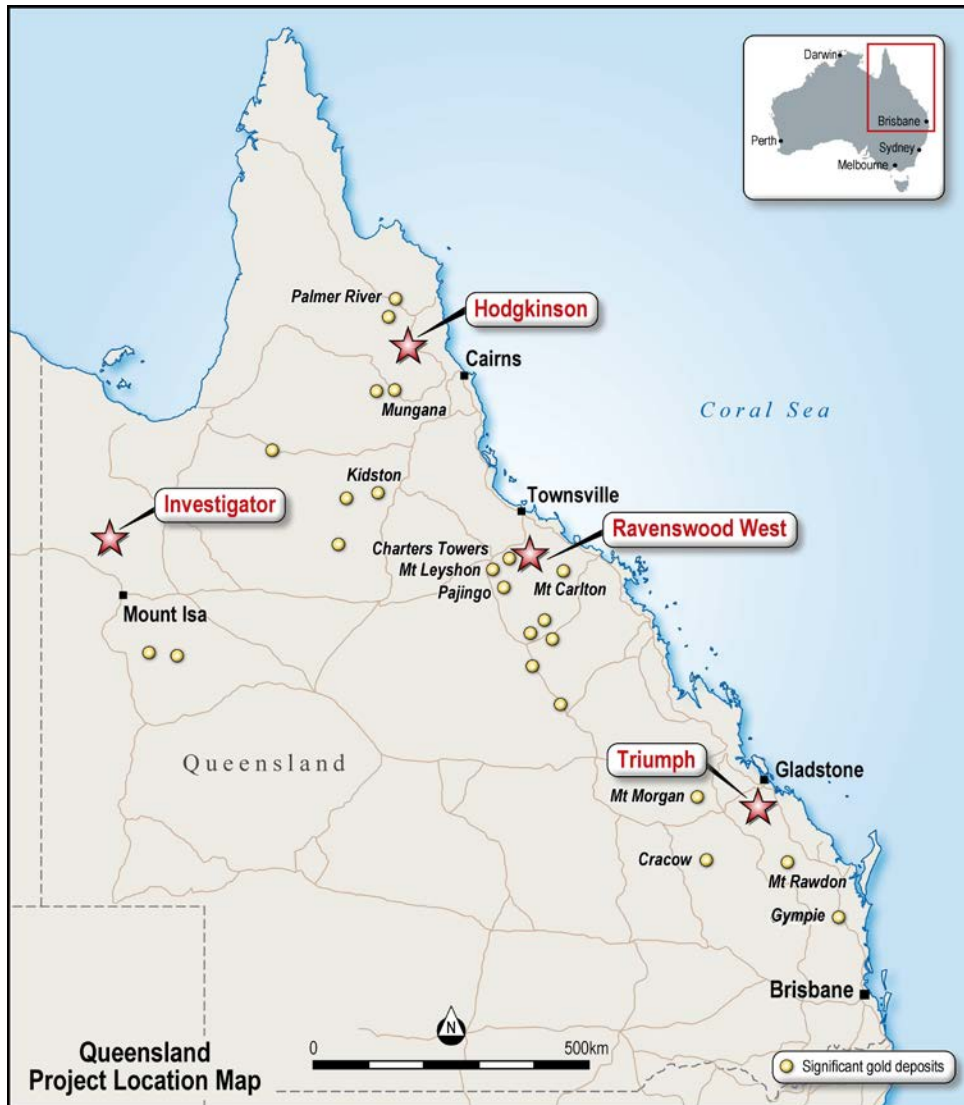 Darwin
Brisbane
Perth
Sydney
Melbourne
Palmer River
Hodgkinson
Cairns
Mungana
Coral Sea
Kidston
Investigator
Townsville
Ravenswood West
Charters Towers
Mt Leyshon
Pajingo
Mt Carlton
Mount Isa
Queensland
Triumph
Gladstone
Mt Morgan
Cracow
Mt Rawdon
Gympie
Brisbane
N
Queensland
Project Location Map
0 500km
Significant gold deposits